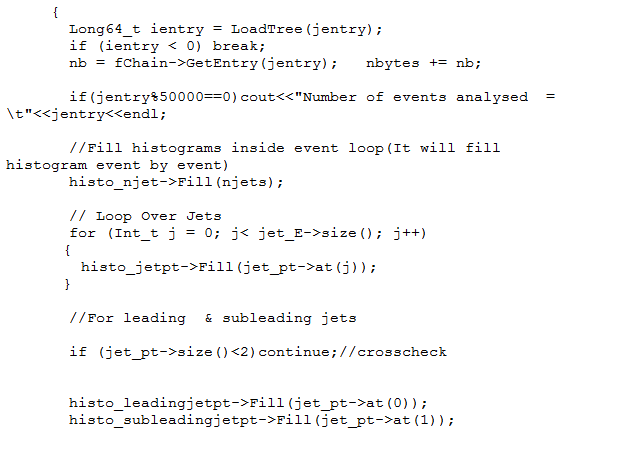 {
Long64_t ientry = LoadTree(jentry);
if (ientry < 0) break;
nb = fChain->GetEntry(jentry);   nbytes += nb;
if(jentry%50000==0)cout<<"Number of events analysed  =
\t"<<jentry<<endl;
//Fill histograms inside event loop(It will fill
histogram event by event)
histo_njet->Fill(njets);
// Loop Over Jets
for (Int_t j = 0; j< jet_E->size(); j++)
{
histo_jetpt->Fill(jet_pt->at(j));
}
//For leading  & subleading jets
if (jet_pt->size()<2)continue;//crosscheck
histo_leadingjetpt->Fill(jet_pt->at(0));
histo_subleadingjetpt->Fill(jet_pt->at(1));